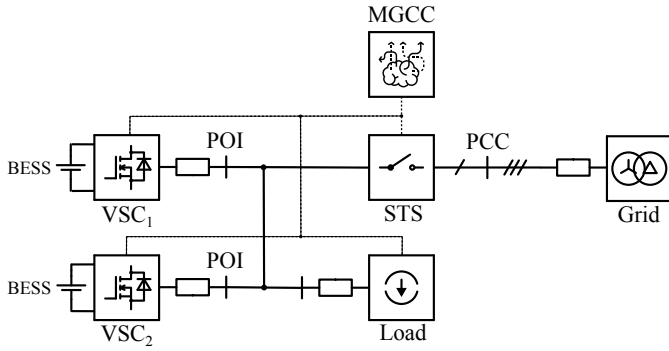 MGCC
POI
PCC
BESS
VSC₁
STS
Grid
POI
BESS
VSC₂
Load